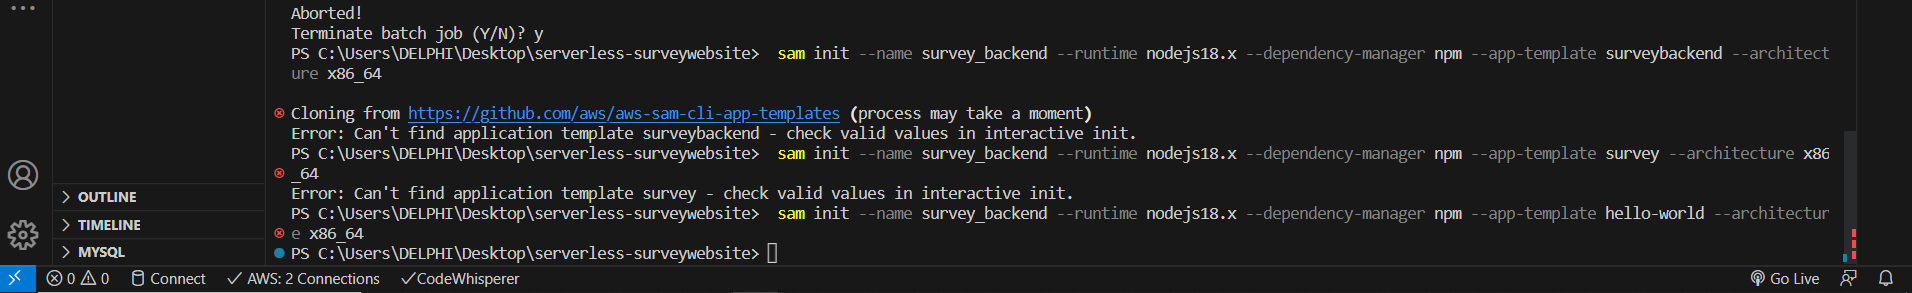 Aborted!
Terminate batch job (Y/N)? y
PS C:\Users\DELPHI\Desktop\serverless-surveywebsite>  sam init --name survey_backend --runtime nodejs18.x --dependency-manager npm --app-template surveybackend --architect
ure x86_64
Cloning from https://github.com/aws/aws-sam-cli-app-templates (process may take a moment)
Error: Can't find application template surveybackend - check valid values in interactive init.
PS C:\Users\DELPHI\Desktop\serverless-surveywebsite>  sam init --name survey_backend --runtime nodejs18.x --dependency-manager npm --app-template survey --architecture x86
_64
Error: Can't find application template survey - check valid values in interactive init.
PS C:\Users\DELPHI\Desktop\serverless-surveywebsite>  sam init --name survey_backend --runtime nodejs18.x --dependency-manager npm --app-template hello-world --architectur
e x86_64
PS C:\Users\DELPHI\Desktop\serverless-surveywebsite>
OUTLINE
TIMELINE
MYSQL
0 0 Connect AWS: 2 Connections CodeWhisperer Go Live